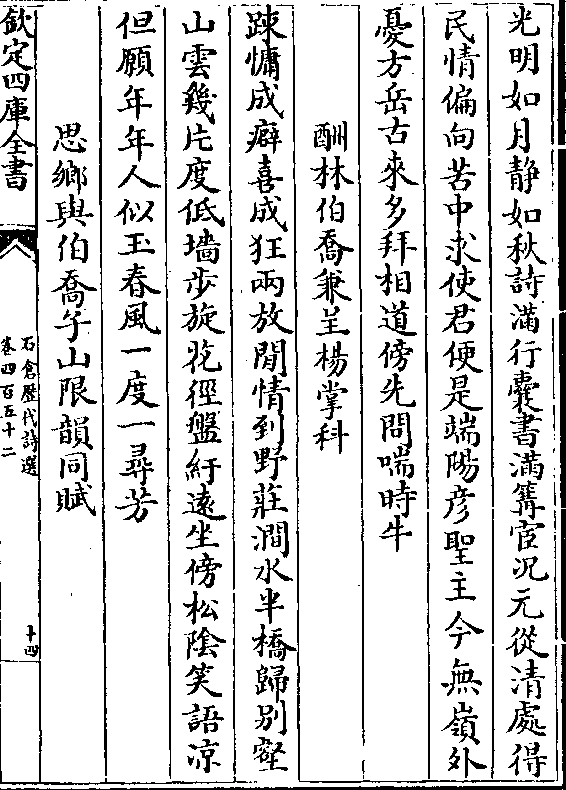 光明如月静如秋詩滿行囊書滿篝宦况元從清處得
民情偏向苦中求使君便是端陽彦聖主今無嶺外
憂方岳古來多拜相道傍先問喘時牛
酬林伯喬兼呈楊掌科
踈慵成癖喜成狂兩放閒情到野莊澗水半橋歸别壑
山雲幾片度低墻步旋花徑盤紆遠坐傍松陰笑語凉
但願年年人似玉春風一度一尋芳
思鄉與伯喬午山限韻同賦
欽定四庫全書
石倉歴代詩選
卷四百五十二
十四